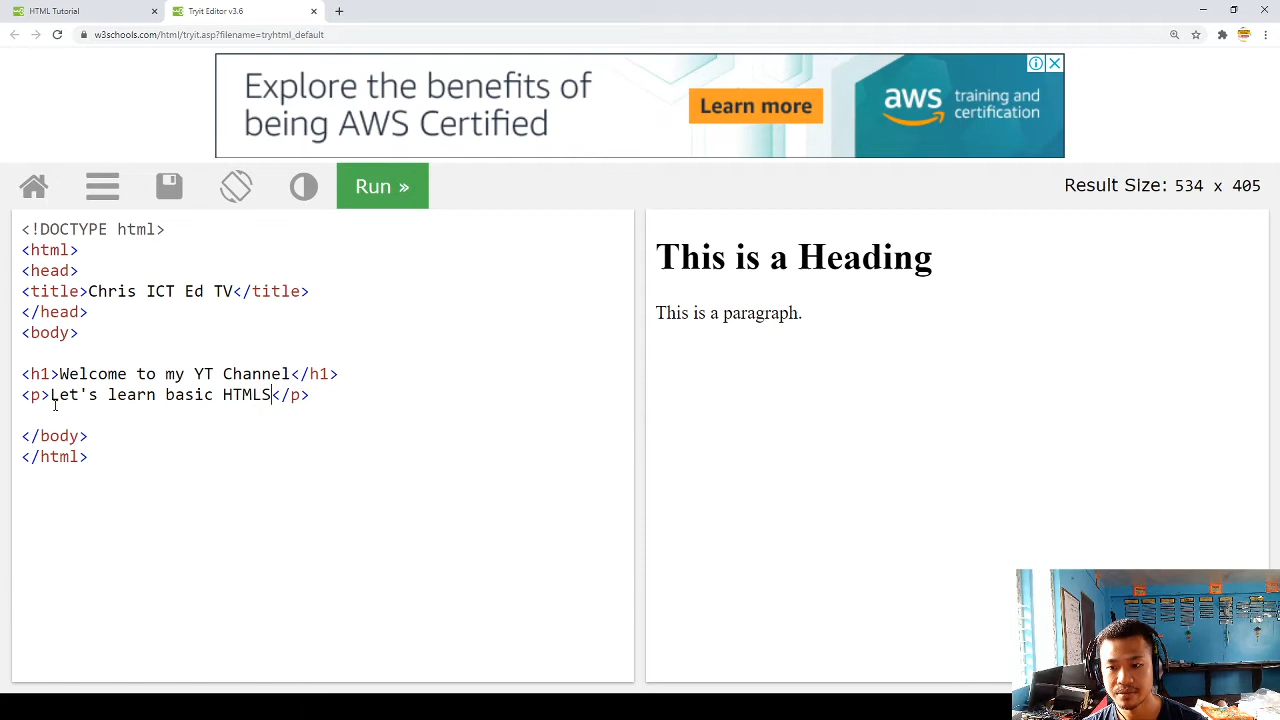 HTML Tutorial
Tryit Editor v3.6
w3schools.com/html/tryit.asp?filename=tryhtml_default
Explore the benefits of
being AWS Certified
Learn more
aws
training and
certification
Run »
Result Size: 534 x 405
<!DOCTYPE html>
<html>
<head>
<title>Chris ICT Ed TV</title>
</head>
<body>
<h1>Welcome to my YT Channel</h1>
<p>Let's learn basic HTMLS</p>
</body>
</html>
This is a Heading
This is a paragraph.